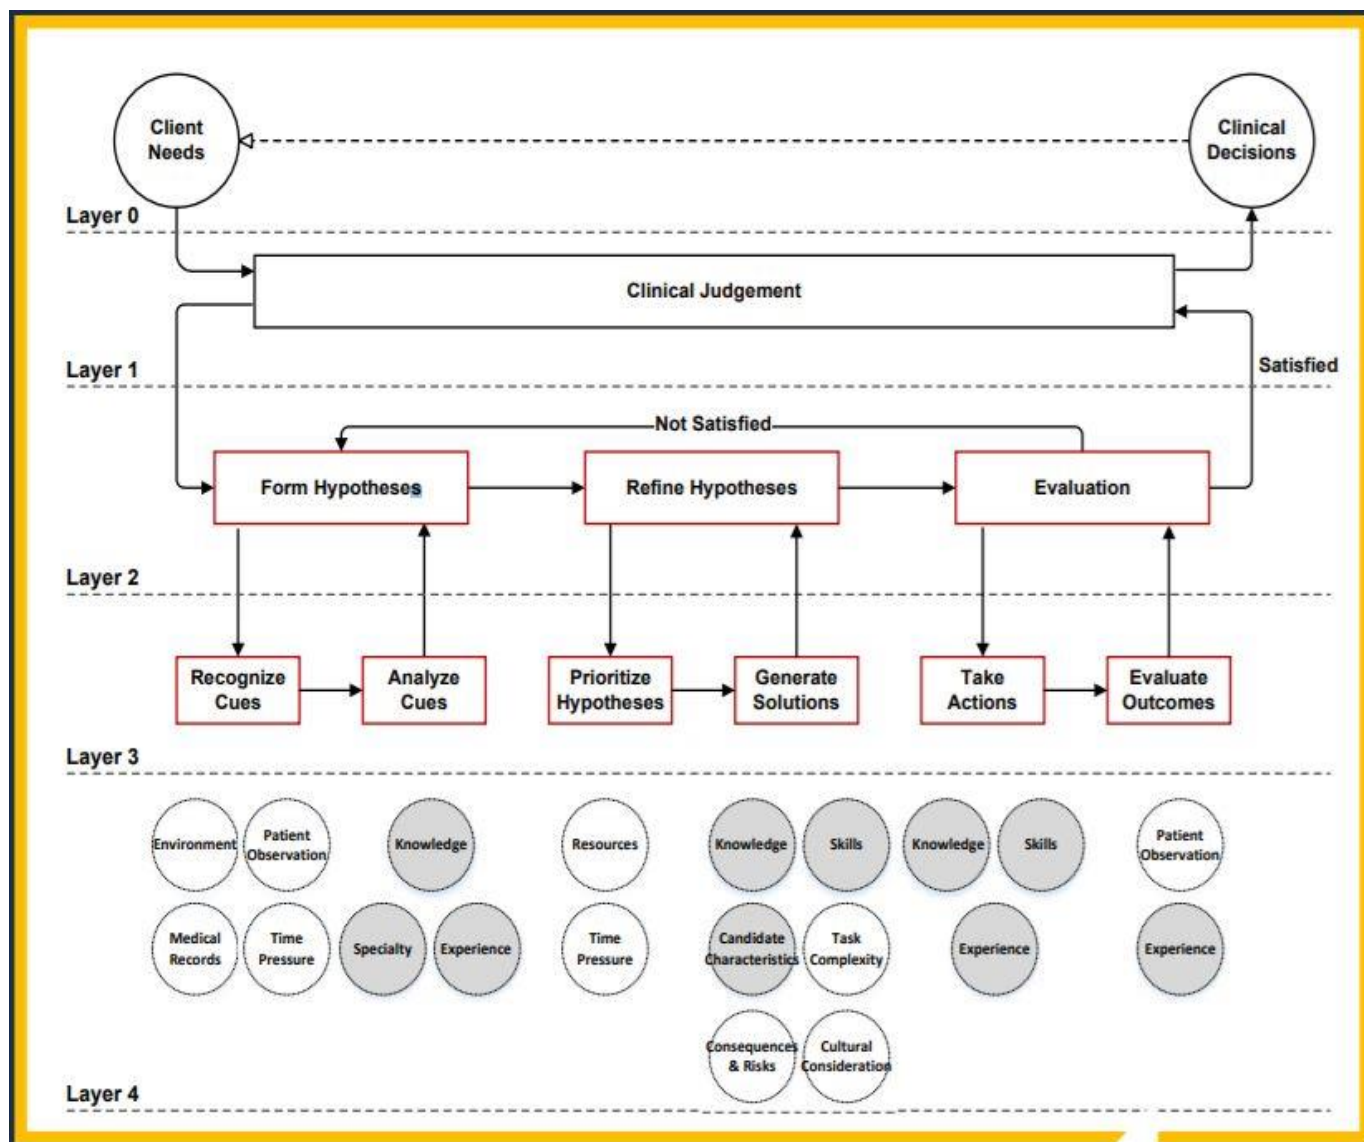 Client
Needs
Clinical
Decisions
Layer 0
Clinical Judgement
Layer 1
Satisfied
Not Satisfied
Form Hypotheses
Refine Hypotheses
Evaluation
Layer 2
Recognize
Cues
Analyze
Cues
Prioritize
Hypotheses
Generate
Solutions
Take
Actions
Evaluate
Outcomes
Layer 3
Environment
Patient
Observation
Knowledge
Resources
Knowledge
Skills
Knowledge
Skills
Patient
Observation
Medical
Records
Time
Pressure
Specialty
Experience
Time
Pressure
Candidate
Characteristics
Task
Complexity
Experience
Experience
Consequences
& Risks
Cultural
Consideration
Layer 4